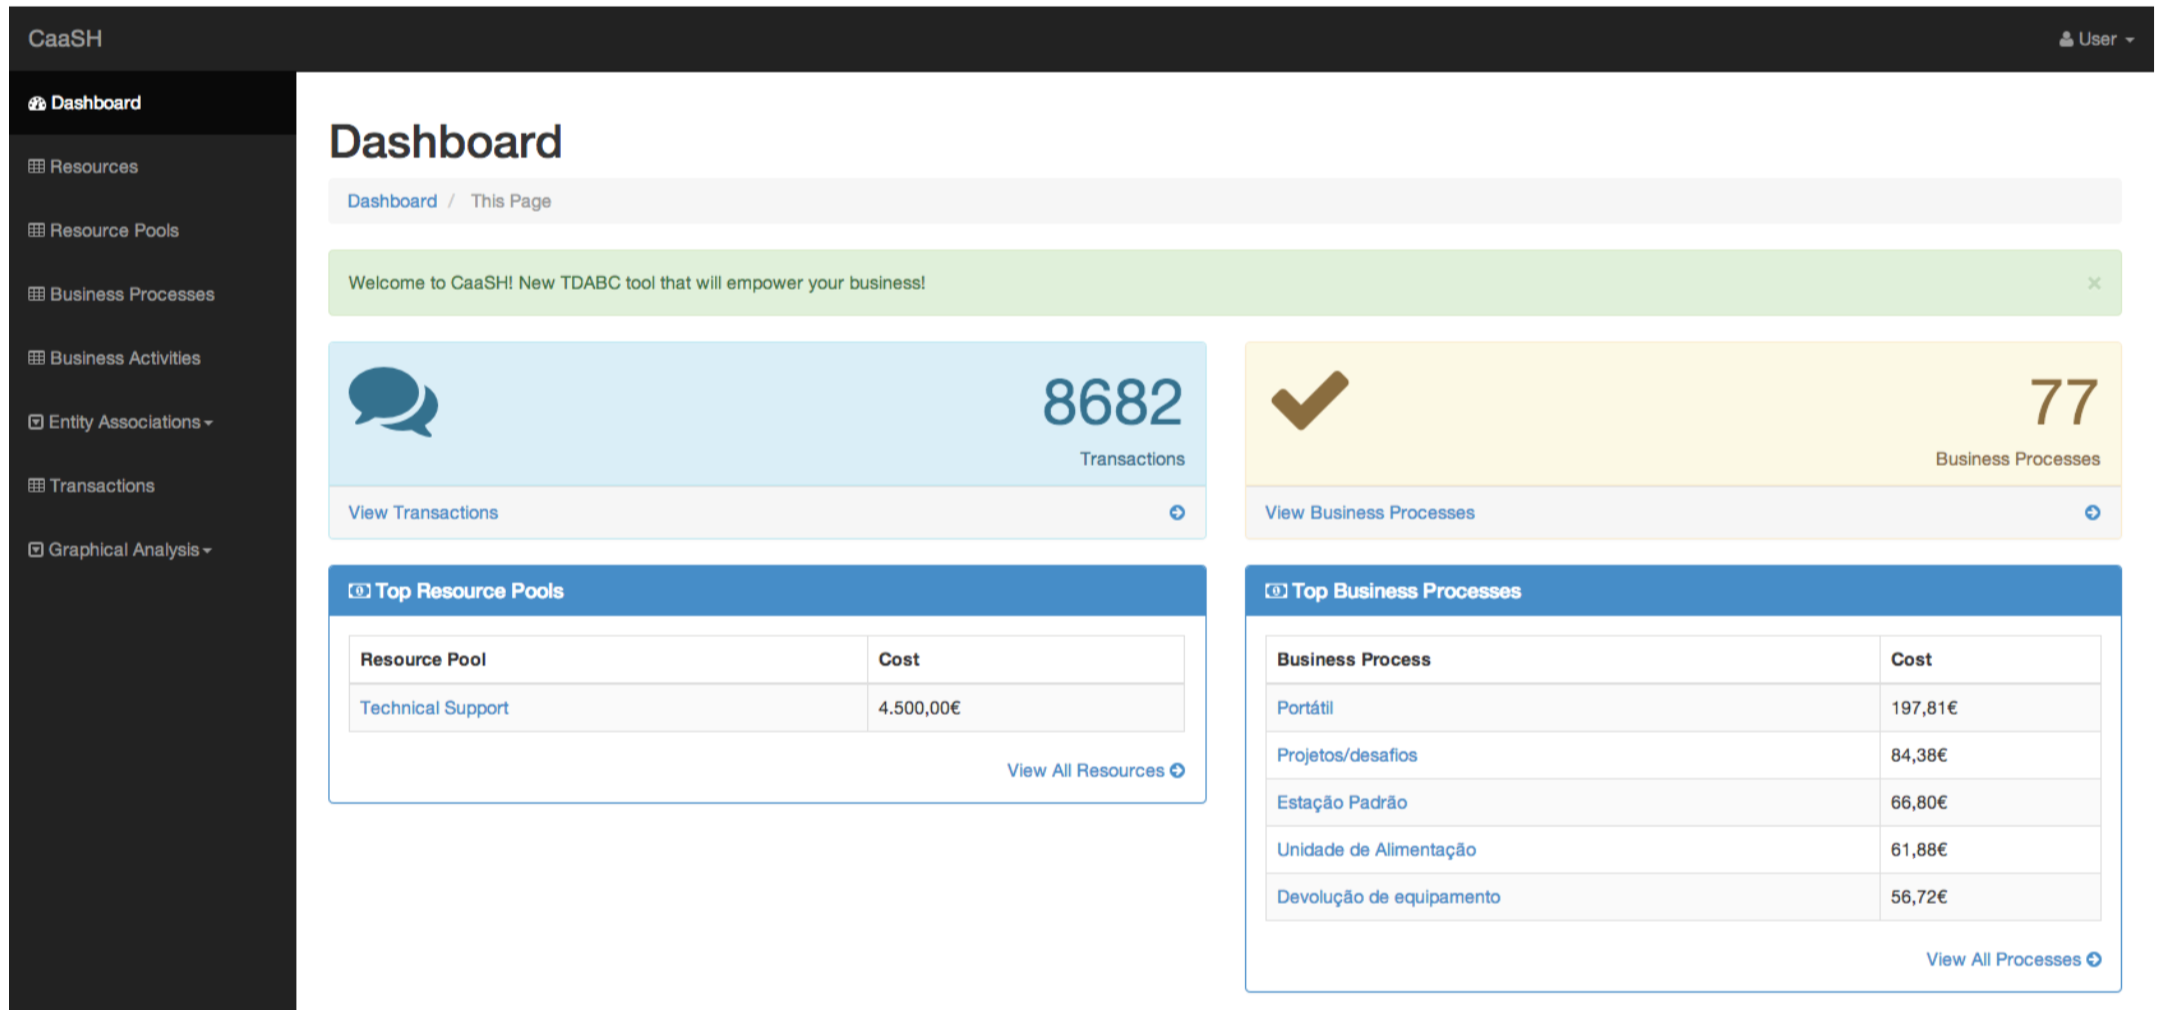 CaaSH
User
Dashboard
Resources
Resource Pools
Business Processes
Business Activities
Entity Associations
Transactions
Graphical Analysis
Dashboard
Dashboard / This Page
Welcome to CaaSH! New TDABC tool that will empower your business!
×
8682
Transactions
View Transactions
77
Business Processes
View Business Processes
Top Resource Pools
Resource Pool Cost
Technical Support 4.500,00€
View All Resources
Top Business Processes
Business Process Cost
Portátil 197,81€
Projetos/desafios 84,38€
Estação Padrão 66,80€
Unidade de Alimentação 61,88€
Devolução de equipamento 56,72€
View All Processes